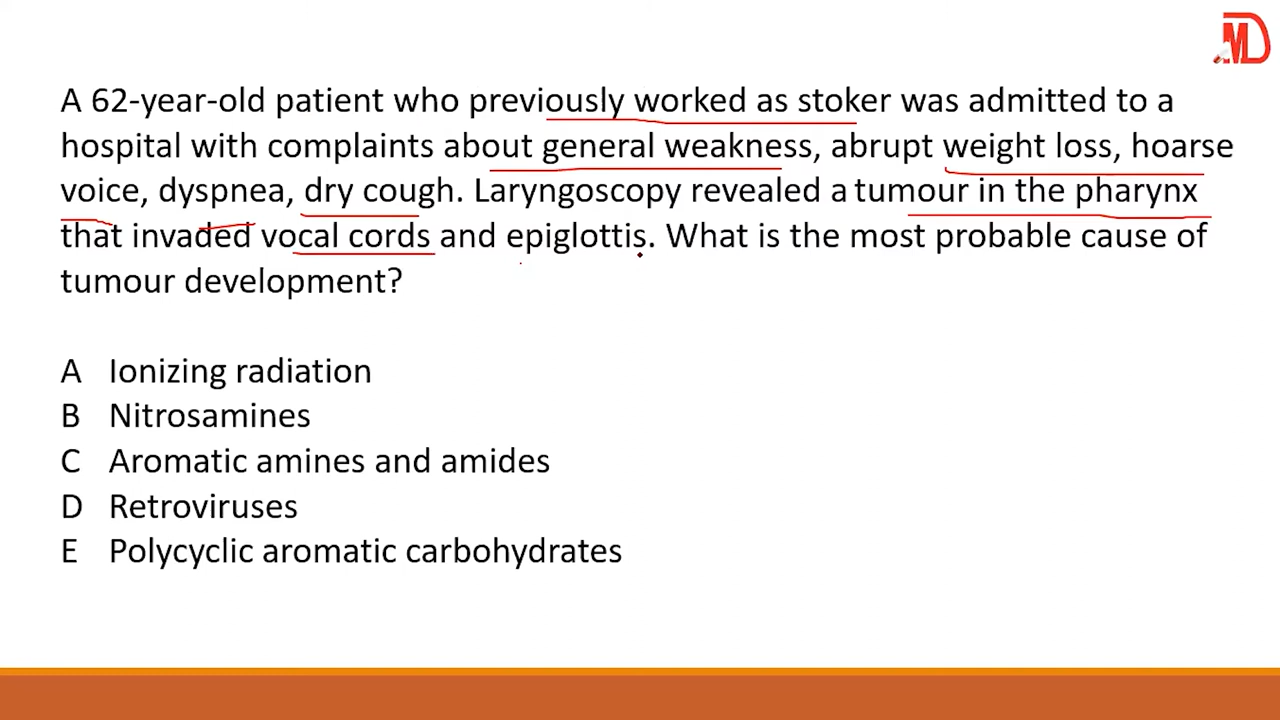 MD
A 62-year-old patient who previously worked as stoker was admitted to a
hospital with complaints about general weakness, abrupt weight loss, hoarse
voice, dyspnea, dry cough. Laryngoscopy revealed a tumour in the pharynx
that invaded vocal cords and epiglottis. What is the most probable cause of
tumour development?
A Ionizing radiation
B Nitrosamines
C Aromatic amines and amides
D Retroviruses
E Polycyclic aromatic carbohydrates